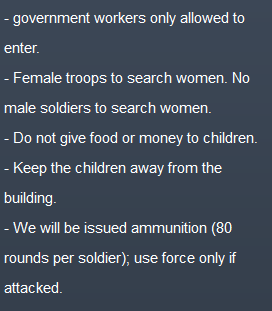 - government workers only allowed to
enter.
- Female troops to search women. No
male soldiers to search women.
- Do not give food or money to children.
- Keep the children away from the
building.
- We will be issued ammunition (80
rounds per soldier); use force only if
attacked.